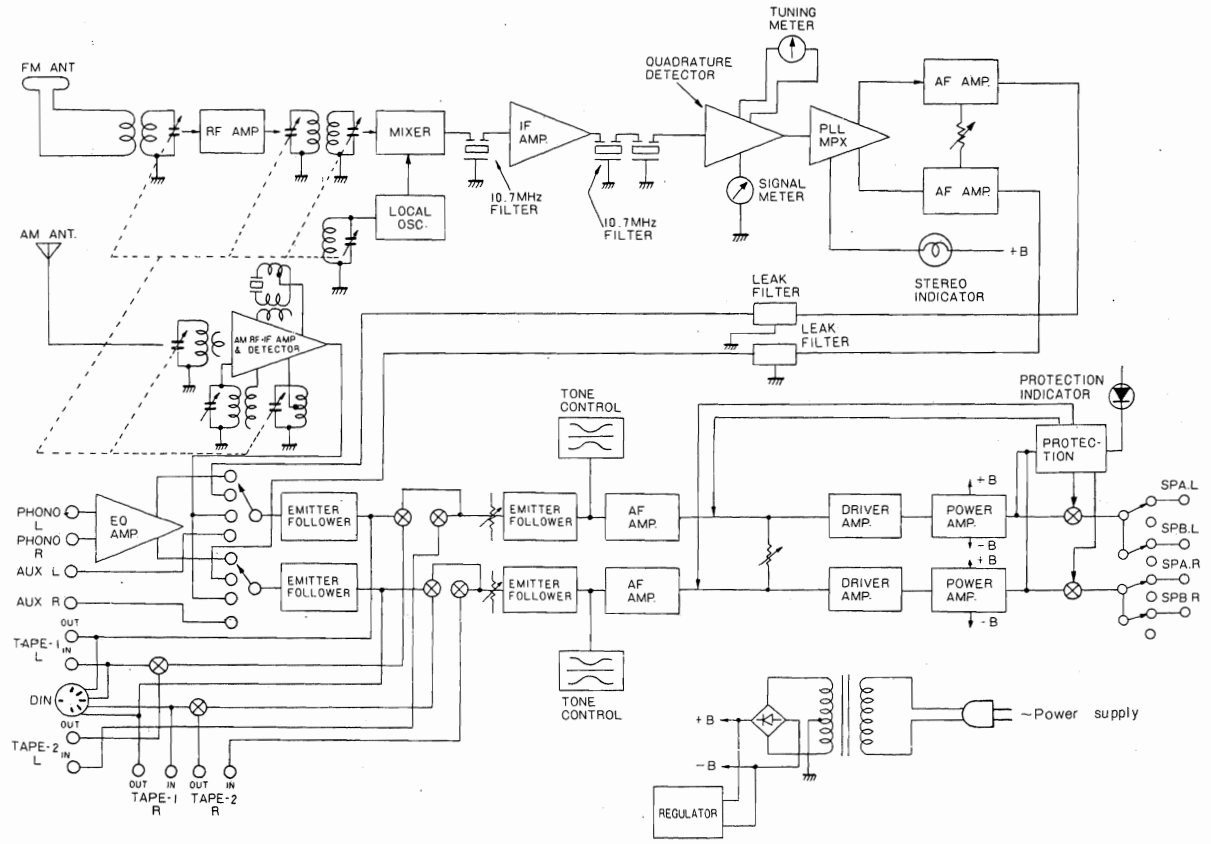 TUNING
METER
FM ANT
QUADRATURE
DETECTOR
AF AMP.
RF AMP
MIXER
IF
AMP.
PLL
MPX
10.7MHz
FILTER
10.7MHz
FILTER
SIGNAL
METER
AF AMP.
LOCAL
OSC.
AM ANT.
+B
STEREO
INDICATOR
LEAK
FILTER
LEAK
FILTER
AM RF·IF AMP
& DETECTOR
PROTECTION
INDICATOR
TONE
CONTROL
PROTEC-
TION
PHONO
L
PHONO
R
EQ
AMP.
EMITTER
FOLLOWER
EMITTER
FOLLOWER
AF
AMP.
DRIVER
AMP.
POWER
AMP.
+B
-B
SPA.L
SPB.L
AUX L
AUX R
EMITTER
FOLLOWER
EMITTER
FOLLOWER
AF
AMP.
DRIVER
AMP.
POWER
AMP.
+B
-B
SPA.R
SPB R
OUT
TAPE-1
L
IN
DIN
OUT
TAPE-2
L
IN
OUT
IN
TAPE-1
R
OUT
IN
TAPE-2
R
TONE
CONTROL
+B
-B
REGULATOR
~Power supply